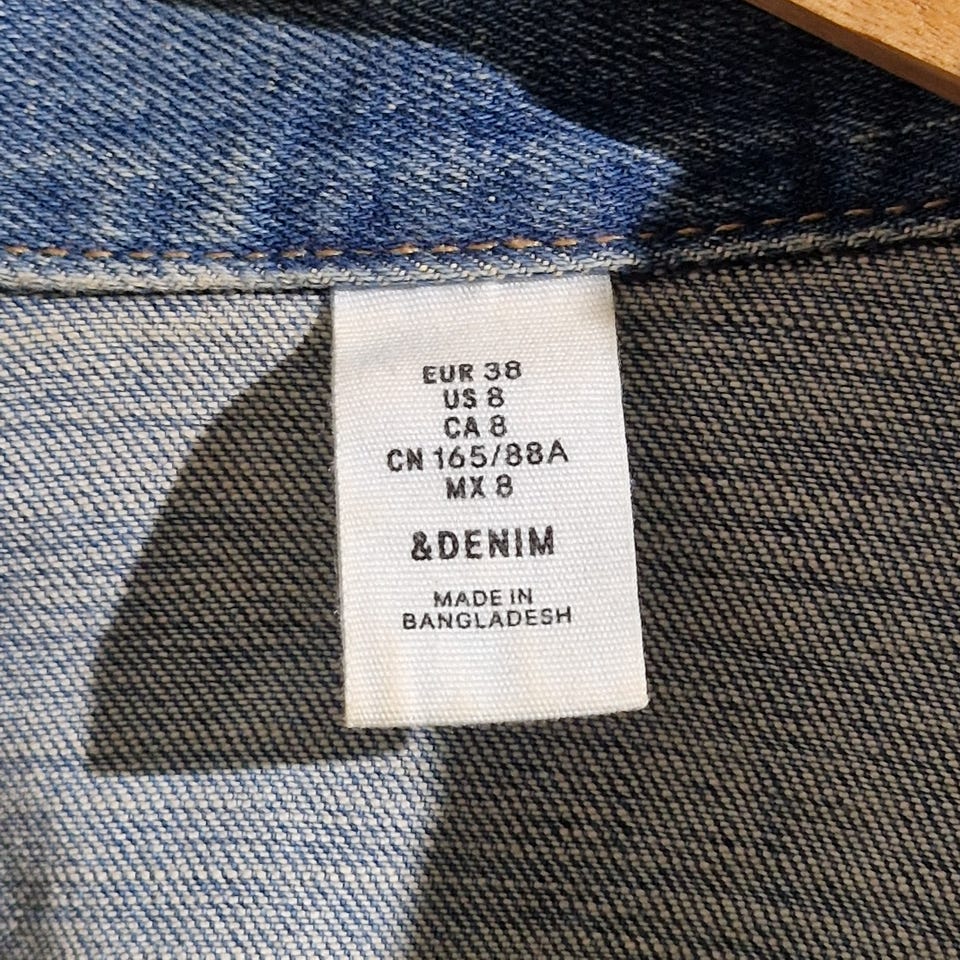 EUR 38
US 8
CA 8
CN 165/88A
MX 8
&DENIM
MADE IN
BANGLADESH